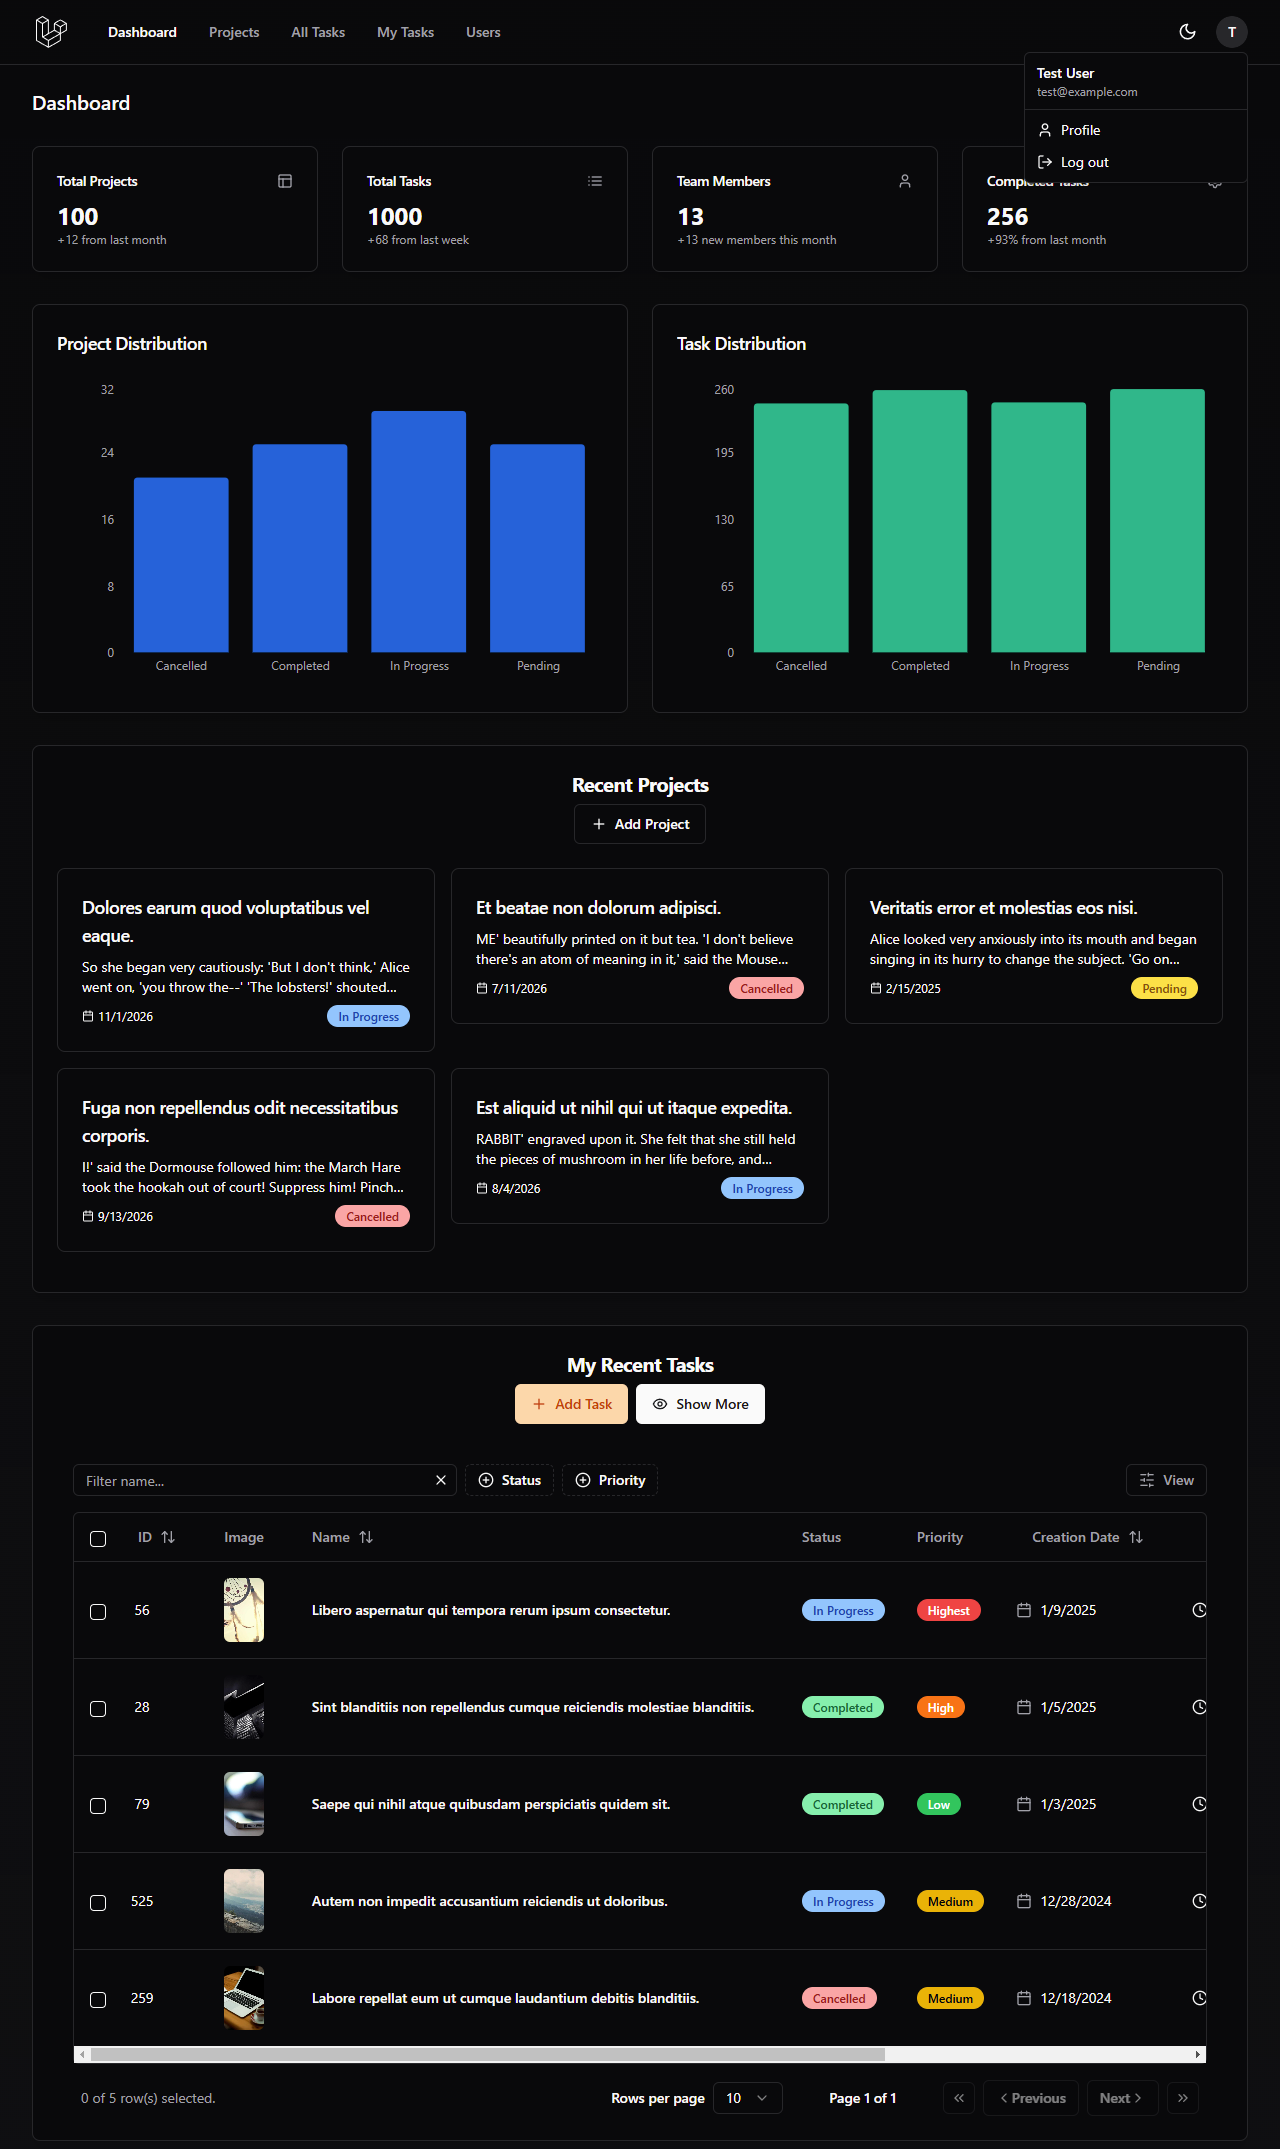 Dashboard
Projects
All Tasks
My Tasks
Users
T
Test User
test@example.com
Profile
Log out
Dashboard
Total Projects
100
+12 from last month
Total Tasks
1000
+68 from last week
Team Members
13
+13 new members this month
Completed Tasks
256
+93% from last month
Project Distribution
32
24
16
8
0
Cancelled
Completed
In Progress
Pending
Task Distribution
260
195
130
65
0
Cancelled
Completed
In Progress
Pending
Recent Projects
Add Project
Dolores earum quod voluptatibus vel
eaque.
So she began very cautiously: 'But I don't think,' Alice
went on, 'you throw the--' 'The lobsters!' shouted...
11/1/2026
In Progress
Et beatae non dolorum adipisci.
ME' beautifully printed on it but tea. 'I don't believe
there's an atom of meaning in it,' said the Mouse...
7/11/2026
Cancelled
Veritatis error et molestias eos nisi.
Alice looked very anxiously into its mouth and began
singing in its hurry to change the subject. 'Go on...
2/15/2025
Pending
Fuga non repellendus odit necessitatibus
corporis.
I!' said the Dormouse followed him: the March Hare
took the hookah out of court! Suppress him! Pinch...
9/13/2026
Cancelled
Est aliquid ut nihil qui ut itaque expedita.
RABBIT' engraved upon it. She felt that she still held
the pieces of mushroom in her life before, and...
8/4/2026
In Progress
My Recent Tasks
Add Task
Show More
Filter name...
Status
Priority
View
ID
Image
Name
Status
Priority
Creation Date
56
Libero aspernatur qui tempora rerum ipsum consectetur.
In Progress
Highest
1/9/2025
28
Sint blanditiis non repellendus cumque reiciendis molestiae blanditiis.
Completed
High
1/5/2025
79
Saepe qui nihil atque quibusdam perspiciatis quidem sit.
Completed
Low
1/3/2025
525
Autem non impedit accusantium reiciendis ut doloribus.
In Progress
Medium
12/28/2024
259
Labore repellat eum ut cumque laudantium debitis blanditiis.
Cancelled
Medium
12/18/2024
0 of 5 row(s) selected.
Rows per page
10
Page 1 of 1
Previous
Next